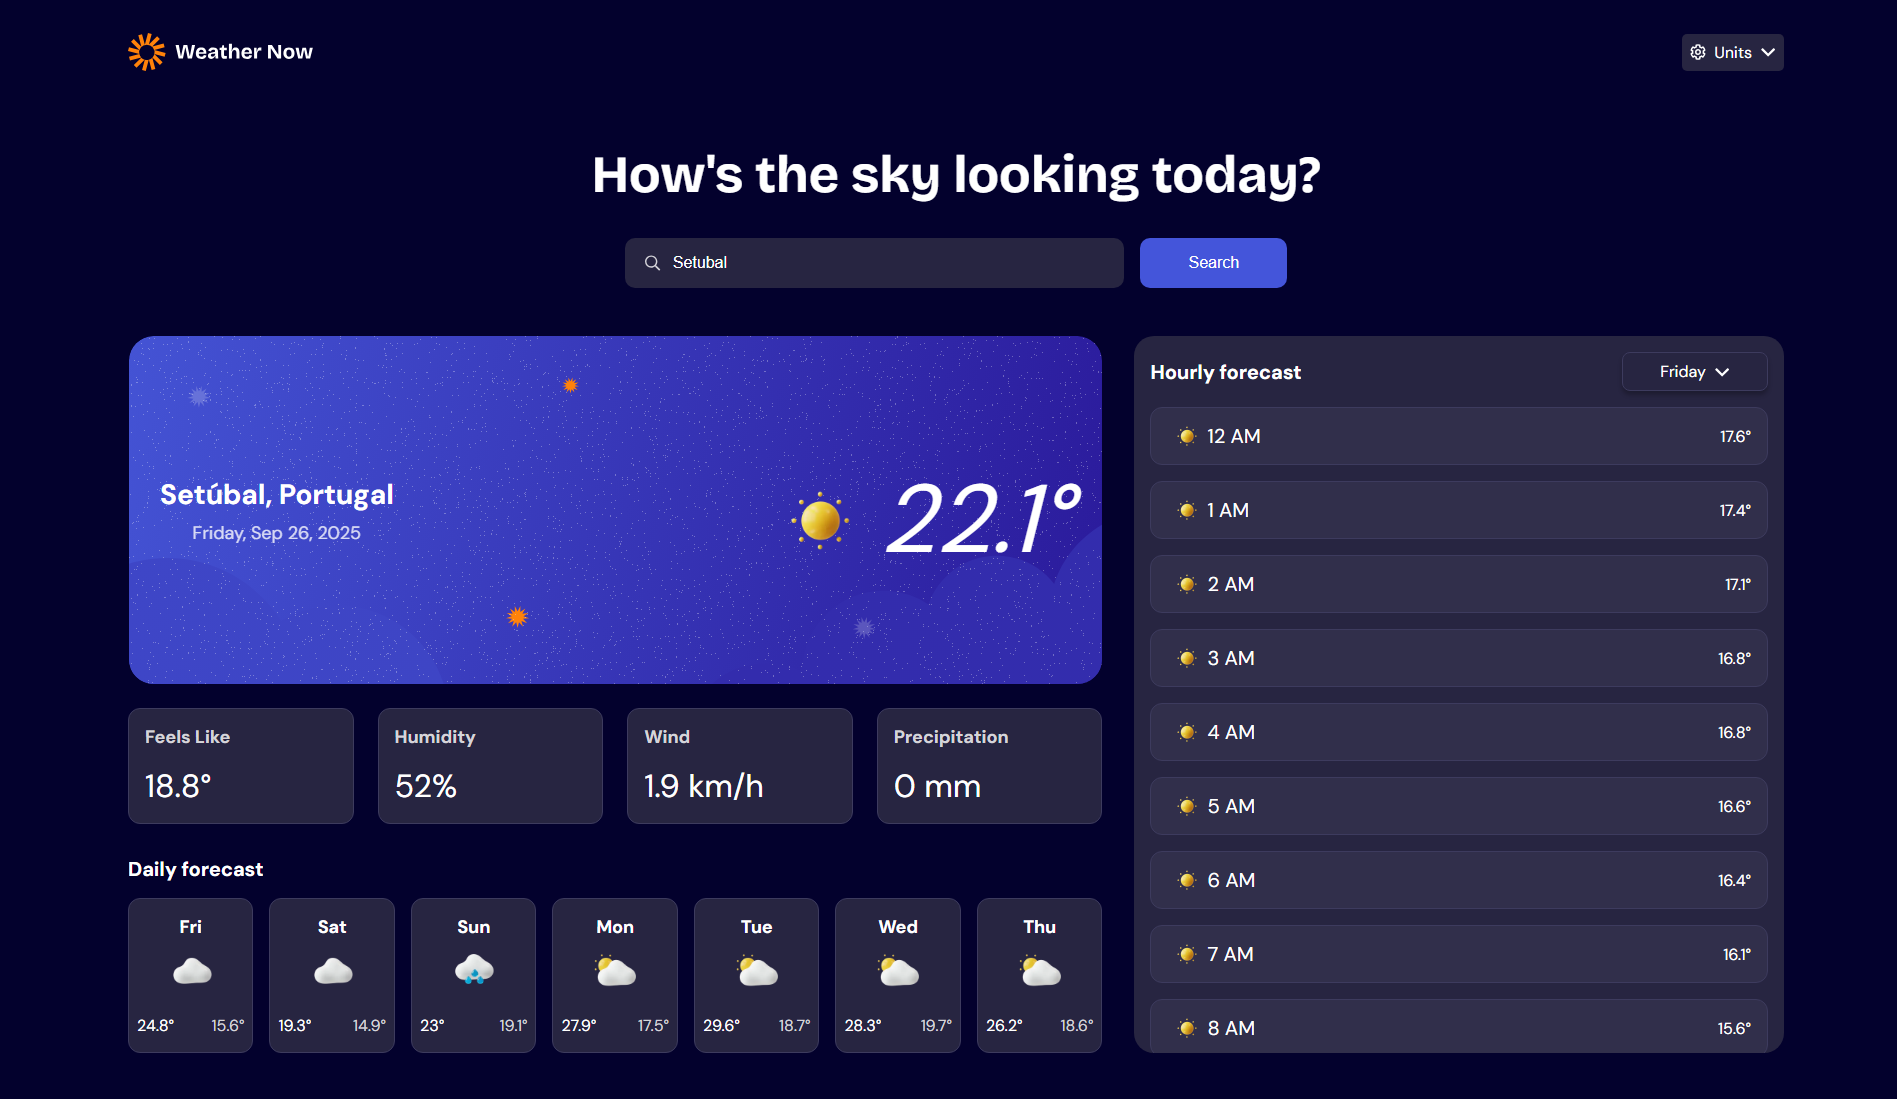 Weather Now
Units
How's the sky looking today?
Setubal
Search
Setúbal, Portugal
Friday, Sep 26, 2025
22.1°
Feels Like
18.8°
Humidity
52%
Wind
1.9 km/h
Precipitation
0 mm
Daily forecast
Fri
24.8° 15.6°
Sat
19.3° 14.9°
Sun
23° 19.1°
Mon
27.9° 17.5°
Tue
29.6° 18.7°
Wed
28.3° 19.7°
Thu
26.2° 18.6°
Hourly forecast
Friday
12 AM 17.6°
1 AM 17.4°
2 AM 17.1°
3 AM 16.8°
4 AM 16.8°
5 AM 16.6°
6 AM 16.4°
7 AM 16.1°
8 AM 15.6°